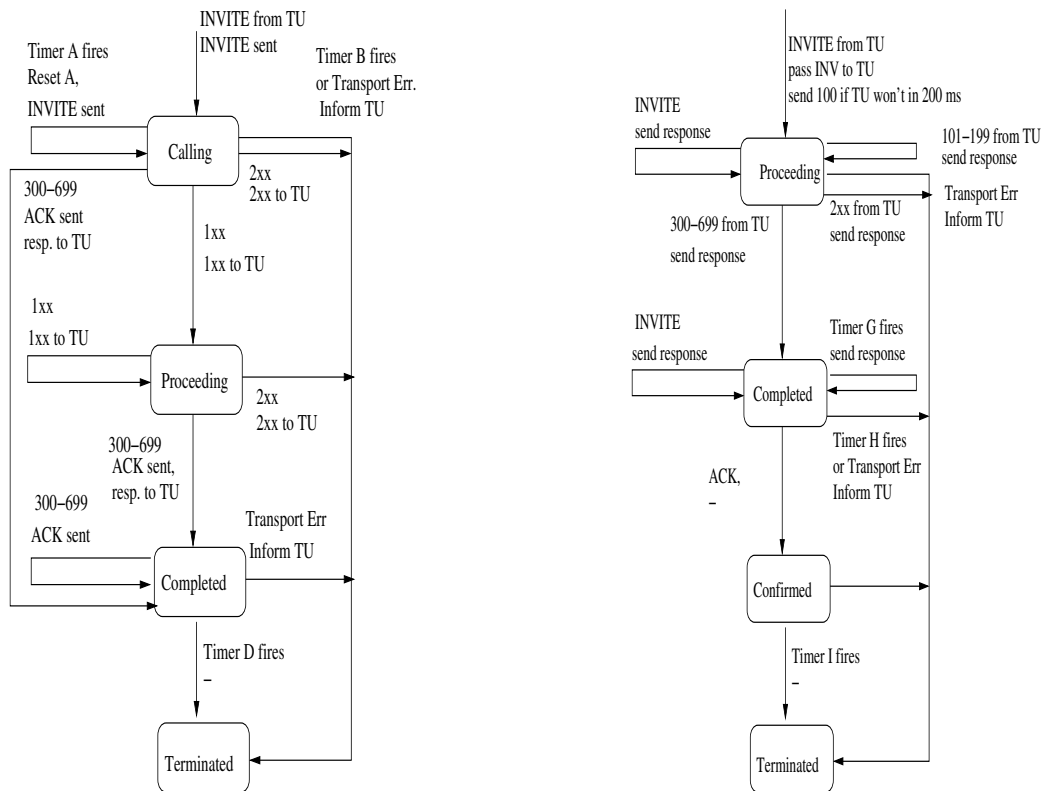 INVITE from TU
INVITE sent
Timer A fires
Reset A,
INVITE sent
Timer B fires
or Transport Err.
Inform TU
Calling
2xx
2xx to TU
300–699
ACK sent
resp. to TU
1xx
1xx to TU
1xx
1xx to TU
Proceeding
2xx
2xx to TU
300–699
ACK sent,
resp. to TU
300–699
ACK sent
Transport Err
Inform TU
Completed
Timer D fires
–
Terminated
INVITE from TU
pass INV to TU
send 100 if TU won't in 200 ms
INVITE
send response
101–199 from TU
send response
Proceeding
Transport Err
Inform TU
2xx from TU
send response
300–699 from TU
send response
INVITE
send response
Timer G fires
send response
Completed
Timer H fires
or Transport Err
Inform TU
ACK,
–
Confirmed
Timer I fires
–
Terminated